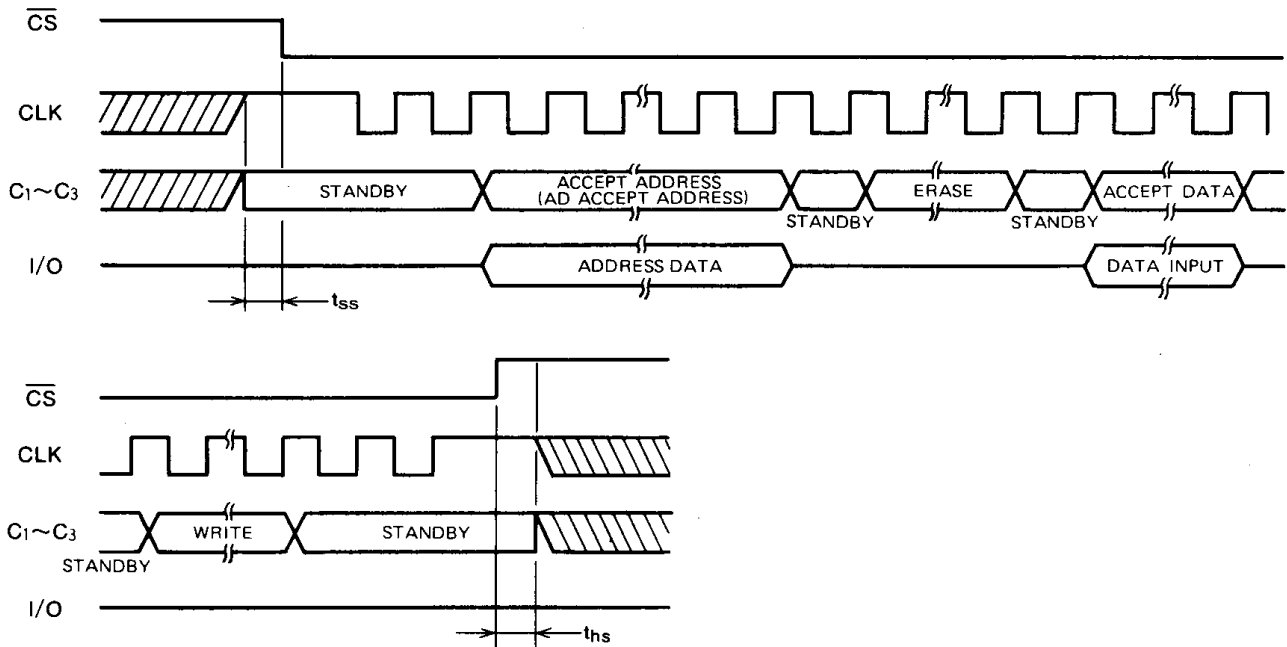 CS
CLK
C₁~C₃ STANDBY ACCEPT ADDRESS (AD ACCEPT ADDRESS) STANDBY ERASE STANDBY ACCEPT DATA
I/O ADDRESS DATA DATA INPUT
tss
CS
CLK
C₁~C₃ STANDBY WRITE STANDBY
I/O
ths